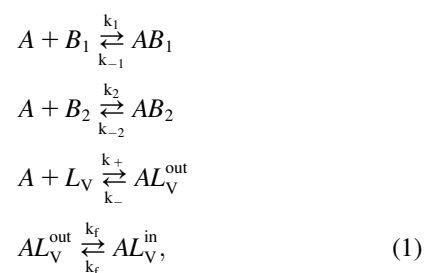 k₁
A + B₁ ⇌ AB₁
k₋₁
k₂
A + B₂ ⇌ AB₂
k₋₂
k₊
A + L_V ⇌ AL_V^out
k₋
k_f
AL_V^out ⇌ AL_V^in, (1)
k_f